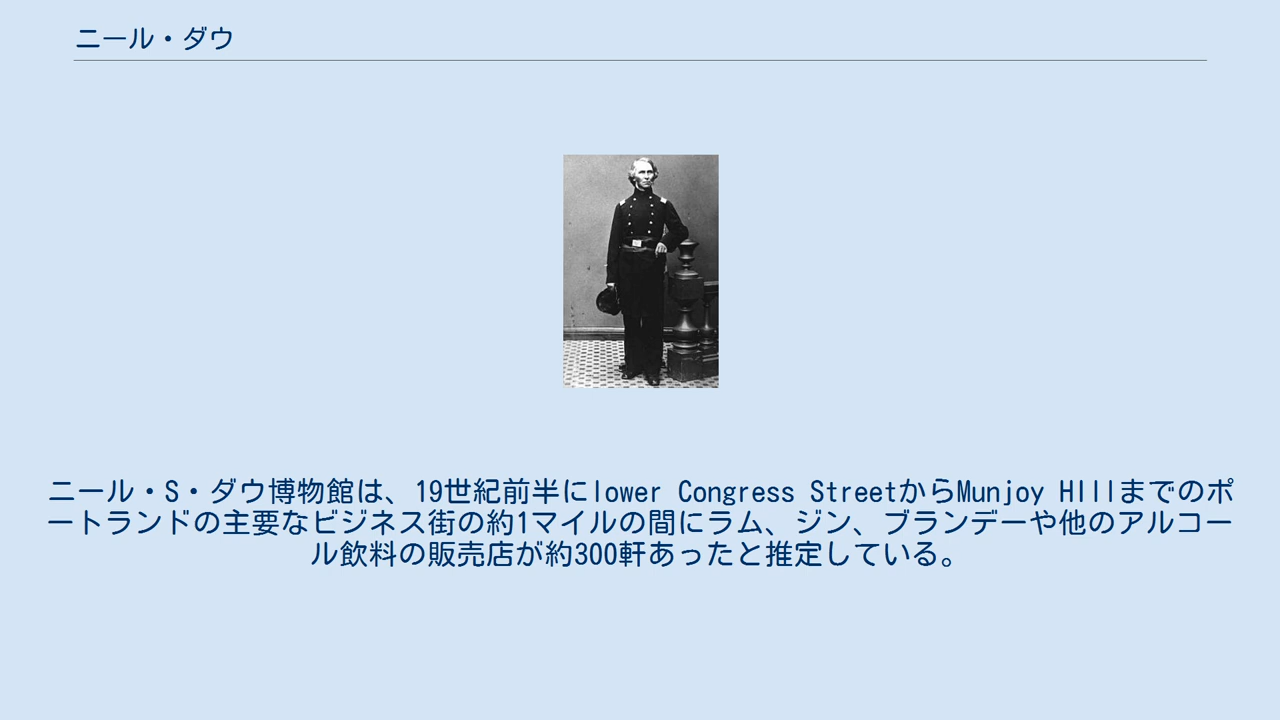 ニール・ダウ
ニール・S・ダウ博物館は、19世紀前半にlower Congress StreetからMunjoy HIllまでのポ
ートランドの主要なビジネス街の約1マイルの間にラム、ジン、ブランデーや他のアルコー
ル飲料の販売店が約300軒あったと推定している。